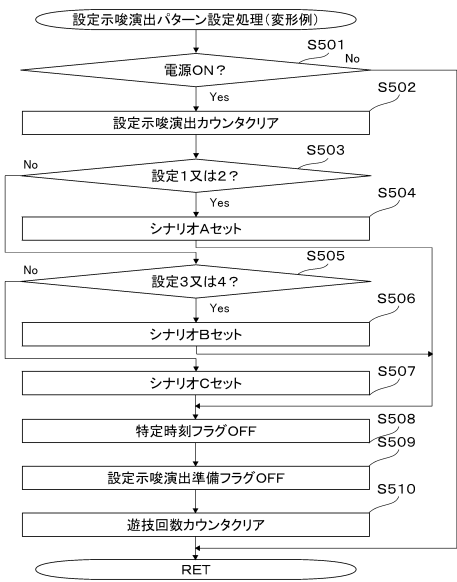 設定示唆演出パターン設定処理(変形例)
S501
電源ON?
No
Yes
S502
設定示唆演出カウンタクリア
S503
設定1又は2?
No
Yes
S504
シナリオAセット
S505
設定3又は4?
No
Yes
S506
シナリオBセット
S507
シナリオCセット
S508
特定時刻フラグOFF
S509
設定示唆演出準備フラグOFF
S510
遊技回数カウンタクリア
RET